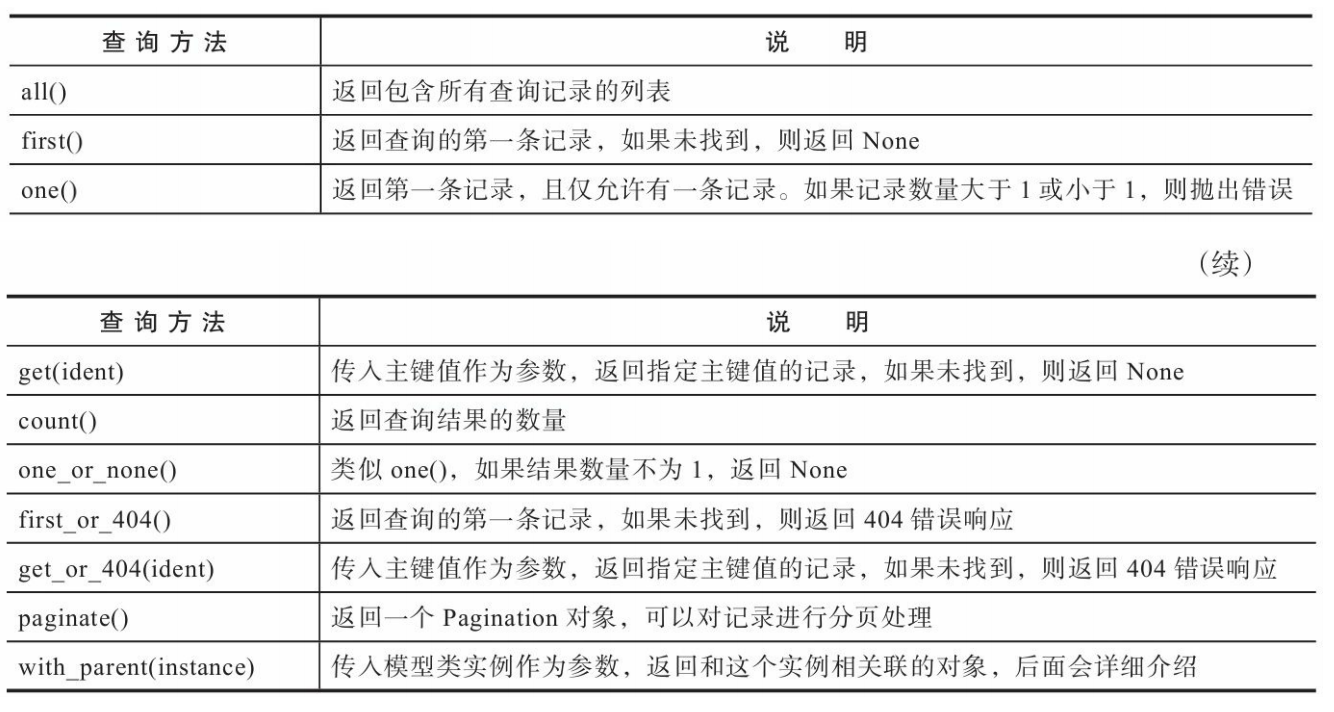 查询方法 说 明
all() 返回包含所有查询记录的列表
first() 返回查询的第一条记录，如果未找到，则返回 None
one() 返回第一条记录，且仅允许有一条记录。如果记录数量大于 1 或小于 1，则抛出错误
（续）
查询方法 说 明
get(ident) 传入主键值作为参数，返回指定主键值的记录，如果未找到，则返回 None
count() 返回查询结果的数量
one_or_none() 类似 one()，如果结果数量不为 1，返回 None
first_or_404() 返回查询的第一条记录，如果未找到，则返回 404 错误响应
get_or_404(ident) 传入主键值作为参数，返回指定主键值的记录，如果未找到，则返回 404 错误响应
paginate() 返回一个 Pagination 对象，可以对记录进行分页处理
with_parent(instance) 传入模型类实例作为参数，返回和这个实例相关联的对象，后面会详细介绍